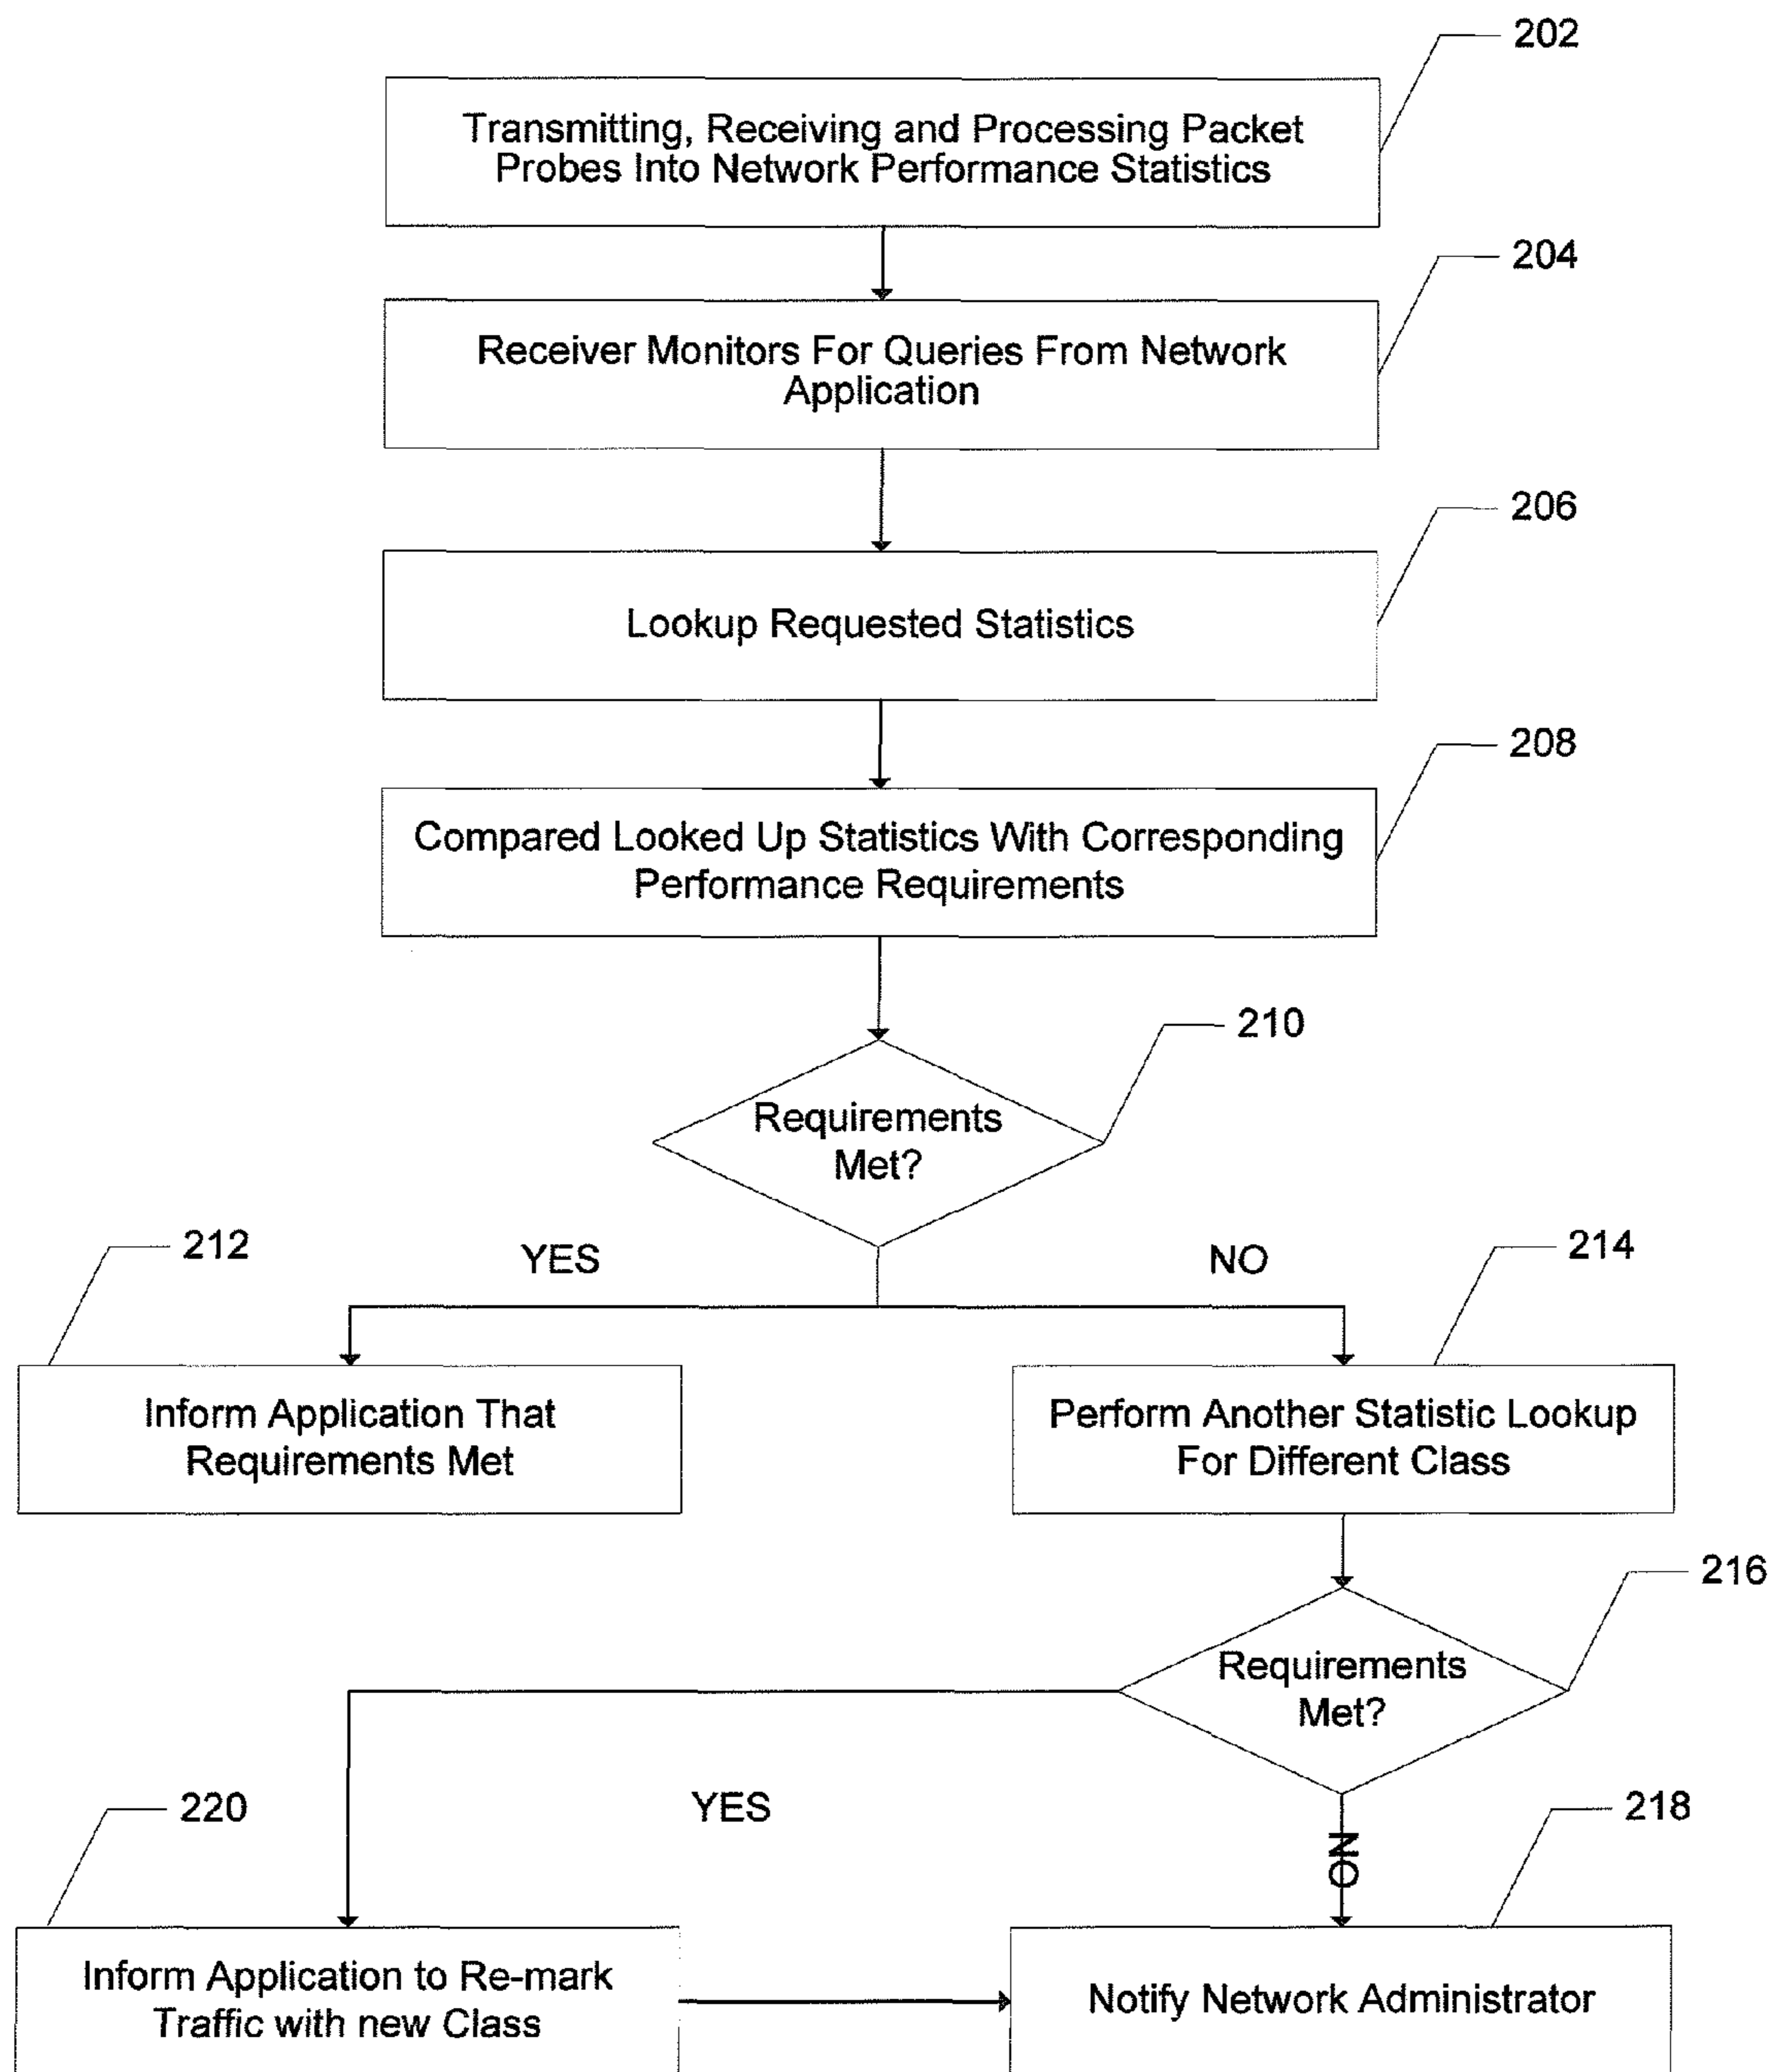 202
Transmitting, Receiving and Processing Packet
Probes Into Network Performance Statistics
204
Receiver Monitors For Queries From Network
Application
206
Lookup Requested Statistics
208
Compared Looked Up Statistics With Corresponding
Performance Requirements
210
Requirements
Met?
212
YES
NO
214
Inform Application That
Requirements Met
Perform Another Statistic Lookup
For Different Class
216
Requirements
Met?
220
YES
NO
218
Inform Application to Re-mark
Traffic with new Class
Notify Network Administrator